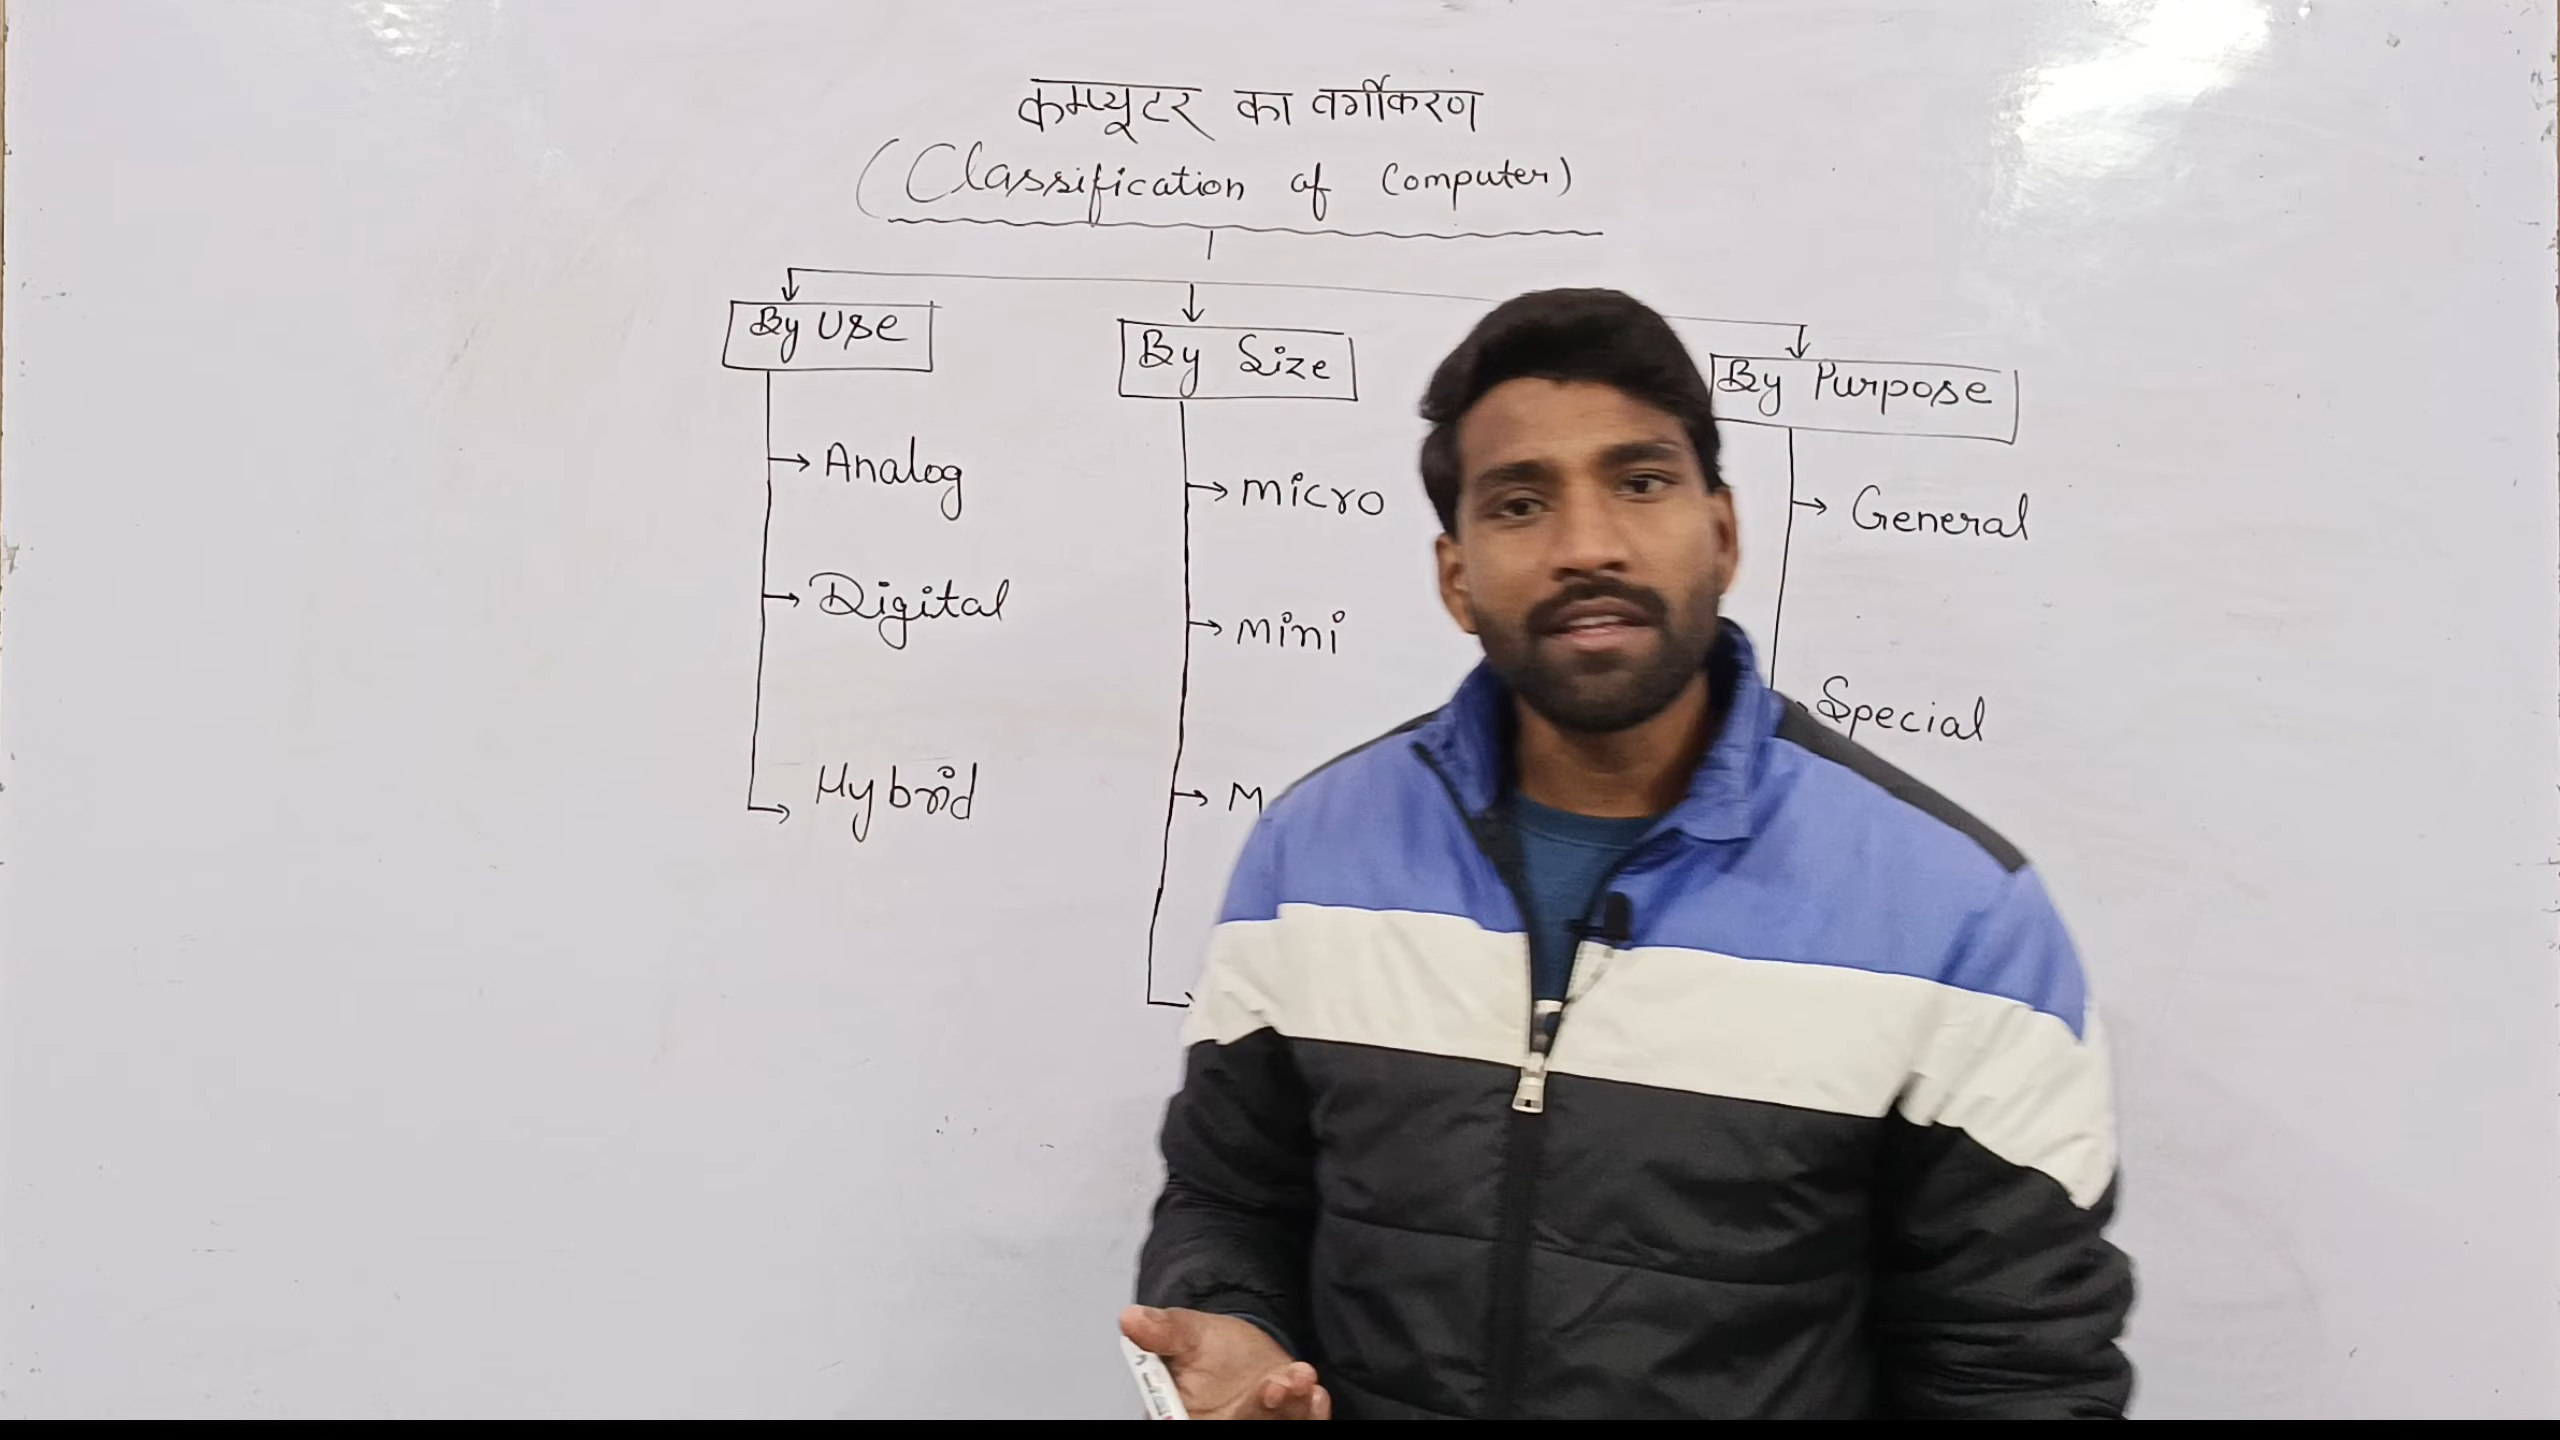 कम्प्यूटर का वर्गीकरण
(Classification of Computer)
By Use
Analog
Digital
Hybrid
By Size
micro
mini
M
By Purpose
General
Special